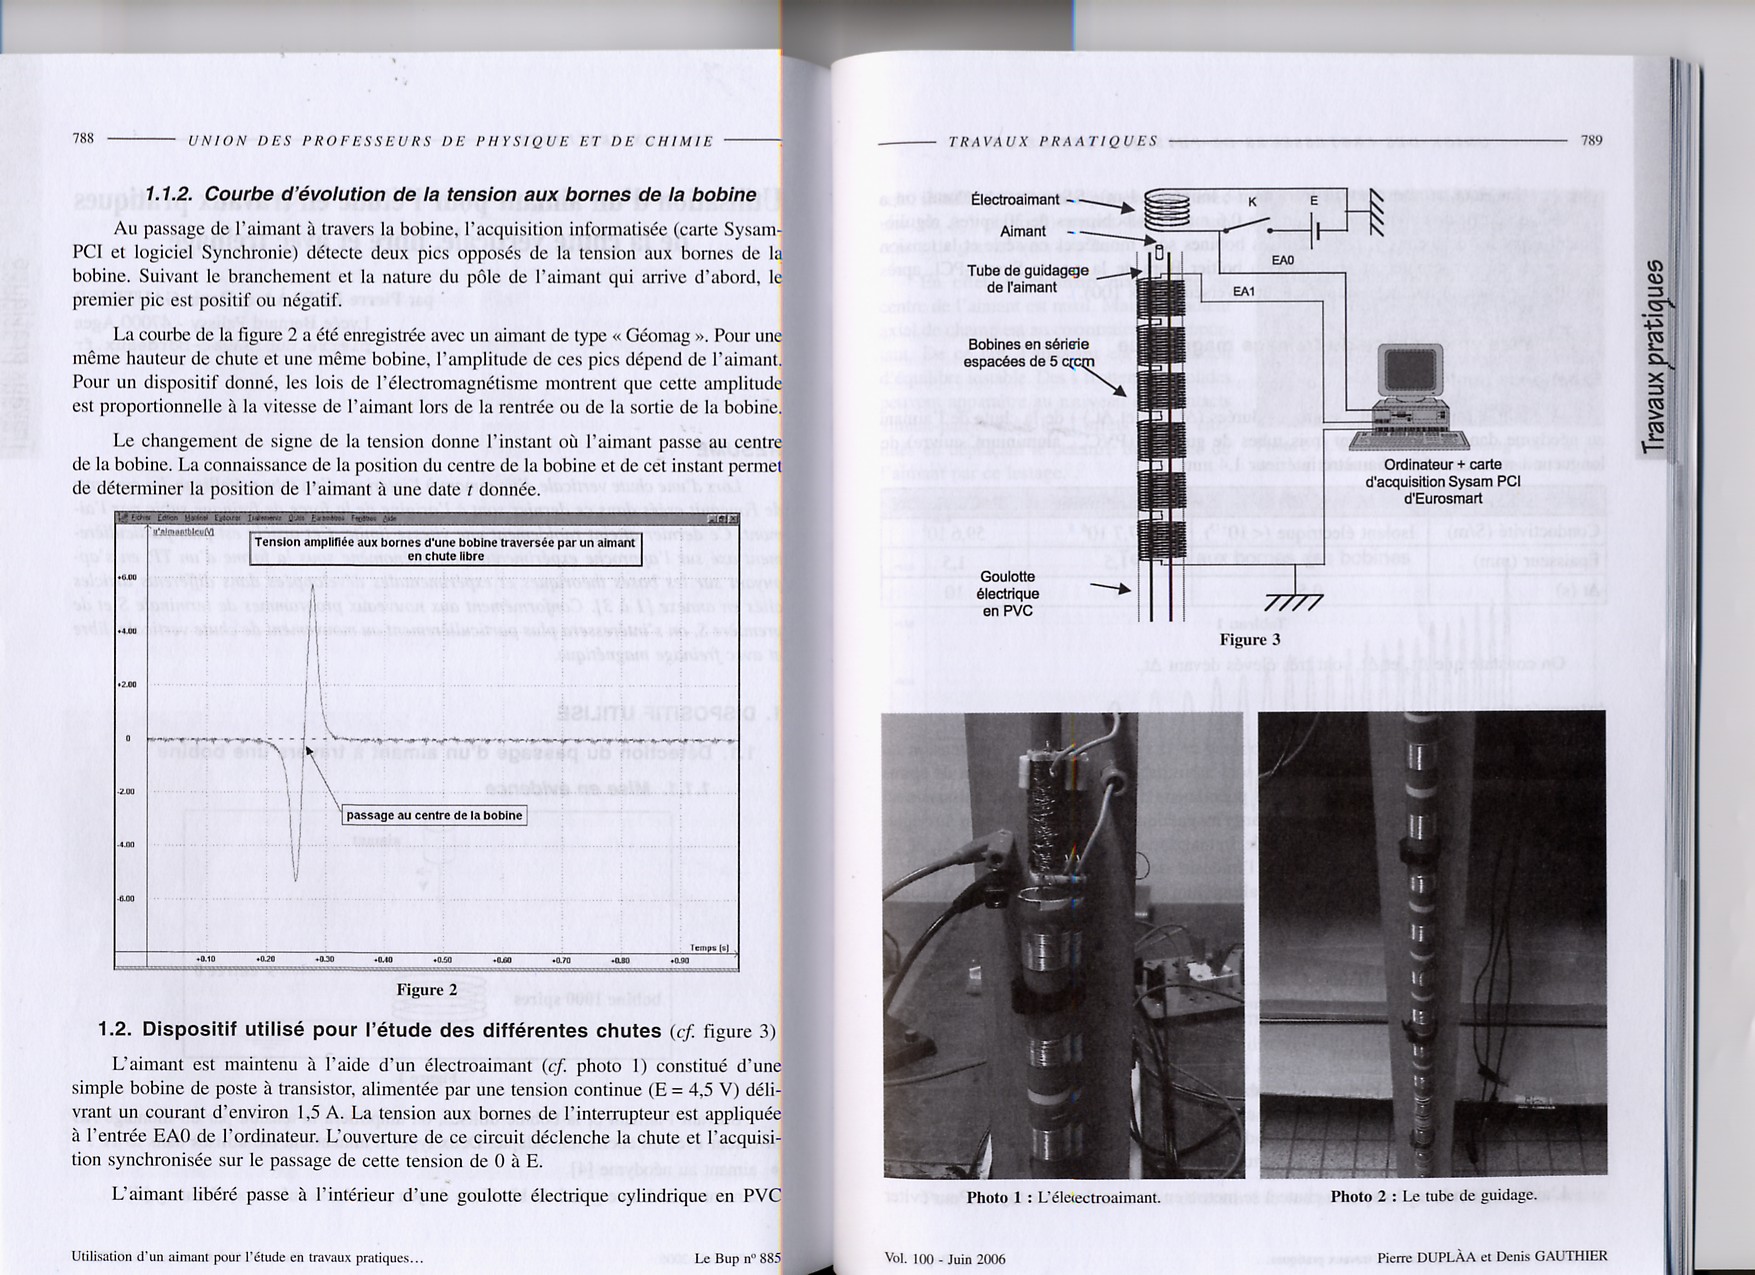 788 UNION DES PROFESSEURS DE PHYSIQUE ET DE CHIMIE
1.1.2. Courbe d'évolution de la tension aux bornes de la bobine
Au passage de l'aimant à travers la bobine, l'acquisition informatisée (carte Sysam-
PCI et logiciel Synchronie) détecte deux pics opposés de la tension aux bornes de la
bobine. Suivant le branchement et la nature du pôle de l'aimant qui arrive d'abord, le
premier pic est positif ou négatif.
La courbe de la figure 2 a été enregistrée avec un aimant de type « Géomag ». Pour une
même hauteur de chute et une même bobine, l'amplitude de ces pics dépend de l'aimant.
Pour un dispositif donné, les lois de l'électromagnétisme montrent que cette amplitude
est proportionnelle à la vitesse de l'aimant lors de la rentrée ou de la sortie de la bobine.
Le changement de signe de la tension donne l'instant où l'aimant passe au centre
de la bobine. La connaissance de la position du centre de la bobine et de cet instant permet
de déterminer la position de l'aimant à une date t donnée.
u'aimantbleu(V)
Tension amplifiée aux bornes d'une bobine traversée par un aimant
en chute libre
+6.00
+4.00
+2.00
0
-2.00
passage au centre de la bobine
-4.00
-6.00
Temps [s]
+0.10 +0.20 +0.30 +0.40 +0.50 +0.60 +0.70 +0.80 +0.90
Figure 2
1.2. Dispositif utilisé pour l'étude des différentes chutes (cf. figure 3)
L'aimant est maintenu à l'aide d'un électroaimant (cf. photo 1) constitué d'une
simple bobine de poste à transistor, alimentée par une tension continue (E = 4,5 V) déli-
vrant un courant d'environ 1,5 A. La tension aux bornes de l'interrupteur est appliquée
à l'entrée EA0 de l'ordinateur. L'ouverture de ce circuit déclenche la chute et l'acquisi-
tion synchronisée sur le passage de cette tension de 0 à E.
L'aimant libéré passe à l'intérieur d'une goulotte électrique cylindrique en PVC
Utilisation d'un aimant pour l'étude en travaux pratiques… Le Bup n° 885
TRAVAUX PRAATIQUES 789
Électroaimant
K E
Aimant
EA0
Tube de guidagege
de l'aimant
EA1
Bobines en séririe
espacées de 5 crcm
Ordinateur + carte
d'acquisition Sysam PCI
d'Eurosmart
Goulotte
électrique
en PVC
Figure 3
Photo 1 : L'éleectroaimant.
Photo 2 : Le tube de guidage.
Vol. 100 - Juin 2006 Pierre DUPLÀA et Denis GAUTHIER
Travaux pratiques